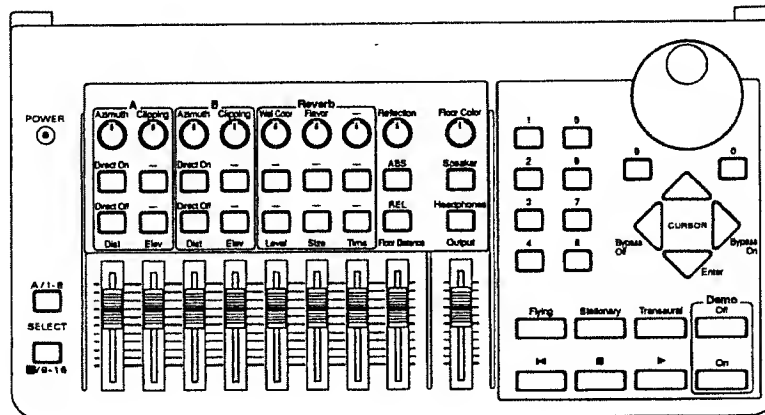 POWER
A B Reverb
Azimuth Clipping Azimuth Clipping Wall Color Flavor — Reflection Floor Color
Direct On — Direct On — — — — ABS Speaker
Direct Off — Direct Off — — — — REL Headphones
Dist Elev Dist Elev Level Size Time Floor Distance Output
A/1-8
SELECT
/9-16
1
2 6
3 7
4 8
9 0
CURSOR
Bypass Off
Bypass On
Enter
Flying Stationary Transaural
Demo
Off
On